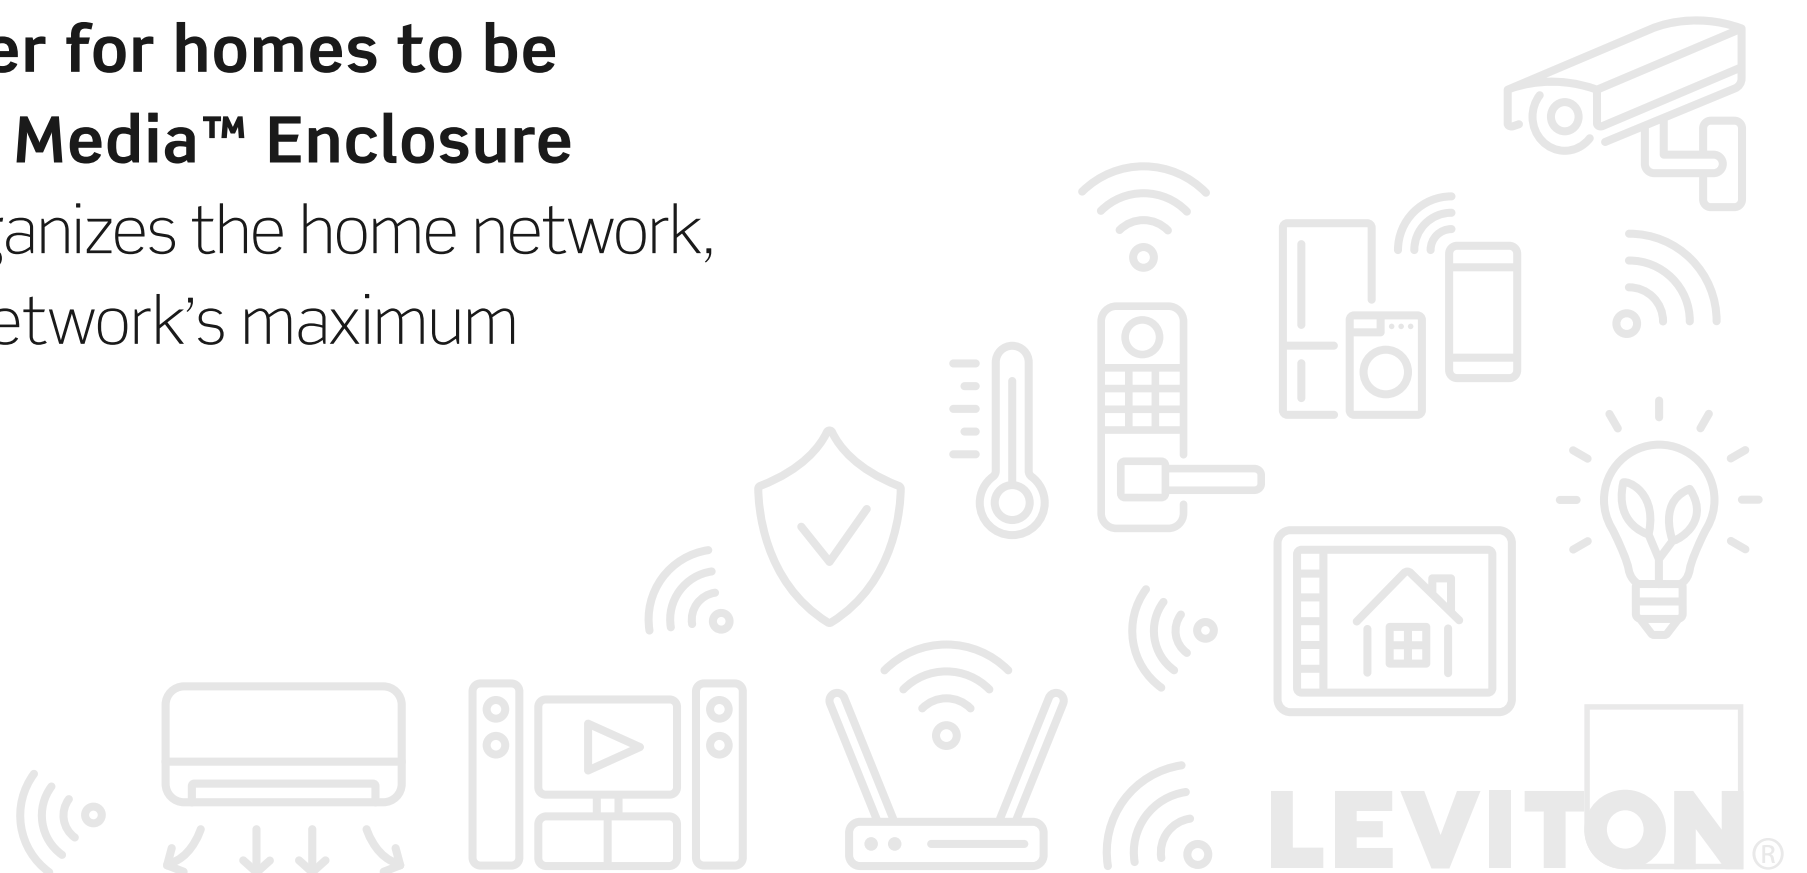 er for homes to be
Media™ Enclosure
ganizes the home network,
etwork’s maximum
LEVITON®